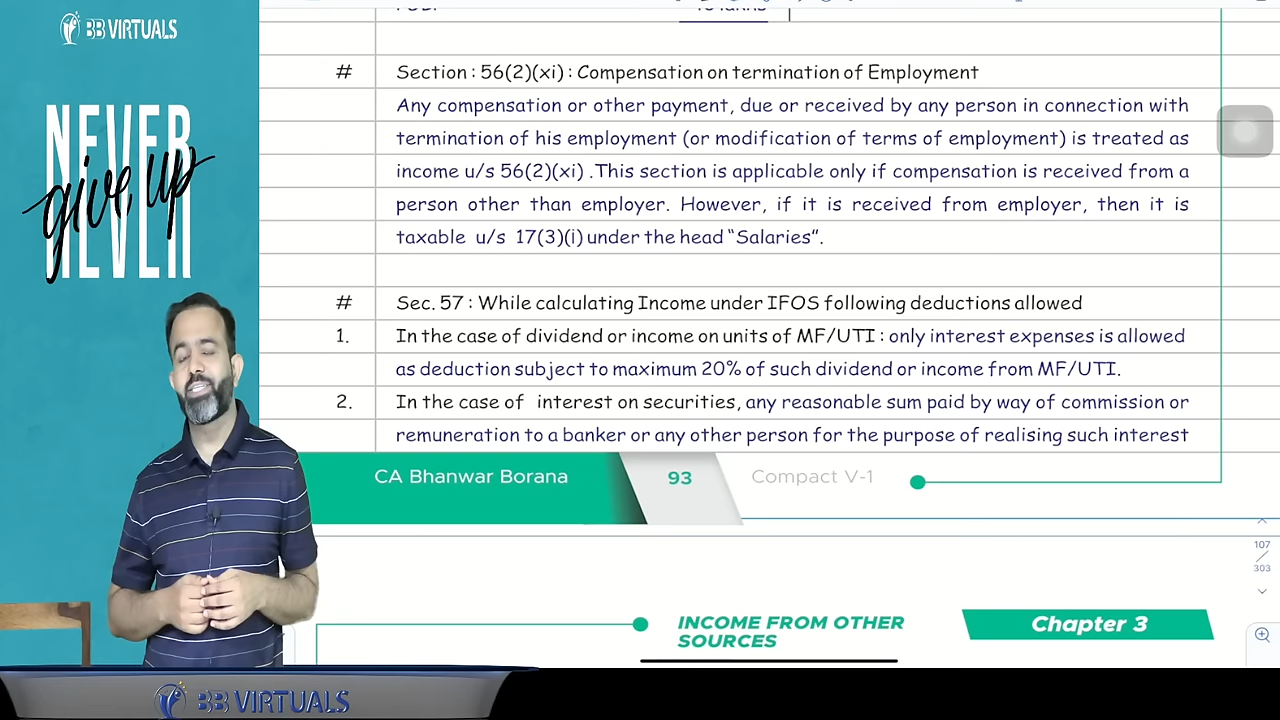 BB VIRTUALS
NEVER
give up
NEVER
# Section : 56(2)(xi) : Compensation on termination of Employment
Any compensation or other payment, due or received by any person in connection with
termination of his employment (or modification of terms of employment) is treated as
income u/s 56(2)(xi) .This section is applicable only if compensation is received from a
person other than employer. However, if it is received from employer, then it is
taxable u/s 17(3)(i) under the head “Salaries”.
# Sec. 57 : While calculating Income under IFOS following deductions allowed
1. In the case of dividend or income on units of MF/UTI : only interest expenses is allowed
as deduction subject to maximum 20% of such dividend or income from MF/UTI.
2. In the case of interest on securities, any reasonable sum paid by way of commission or
remuneration to a banker or any other person for the purpose of realising such interest
CA Bhanwar Borana 93 Compact V-1
107
303
INCOME FROM OTHER
SOURCES
Chapter 3
BB VIRTUALS